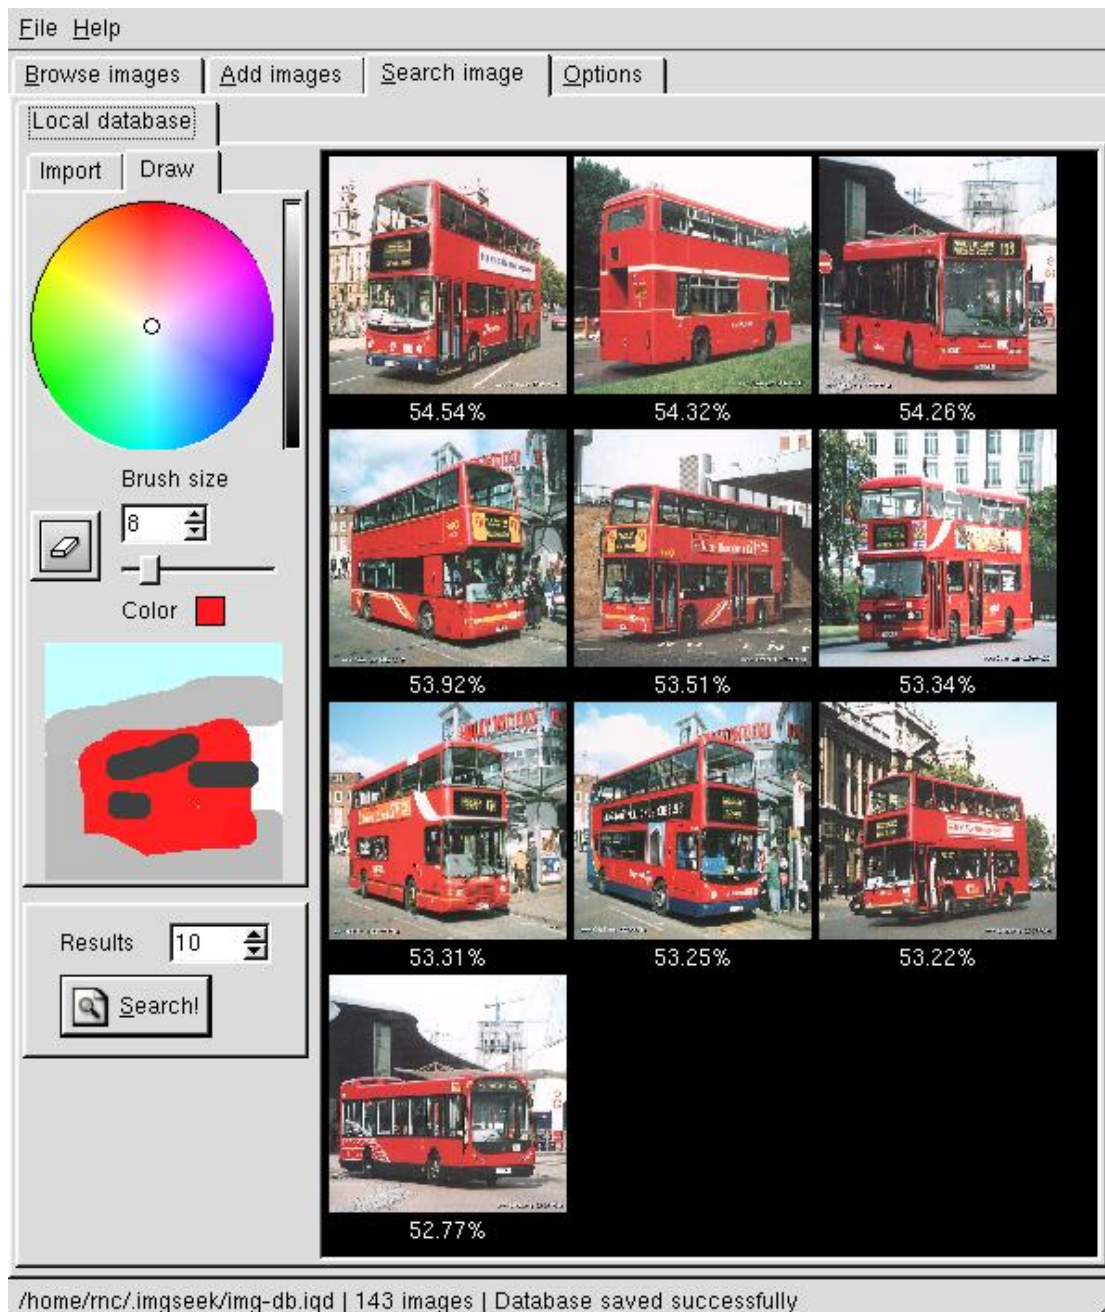 File Help
Browse images Add images Search image Options
Local database
Import Draw
Brush size
8
Color
Results 10
Search!
54.54% 54.32% 54.26%
53.92% 53.51% 53.34%
53.31% 53.25% 53.22%
52.77%
/home/rnc/.imgseek/img-db.iqd | 143 images | Database saved successfully